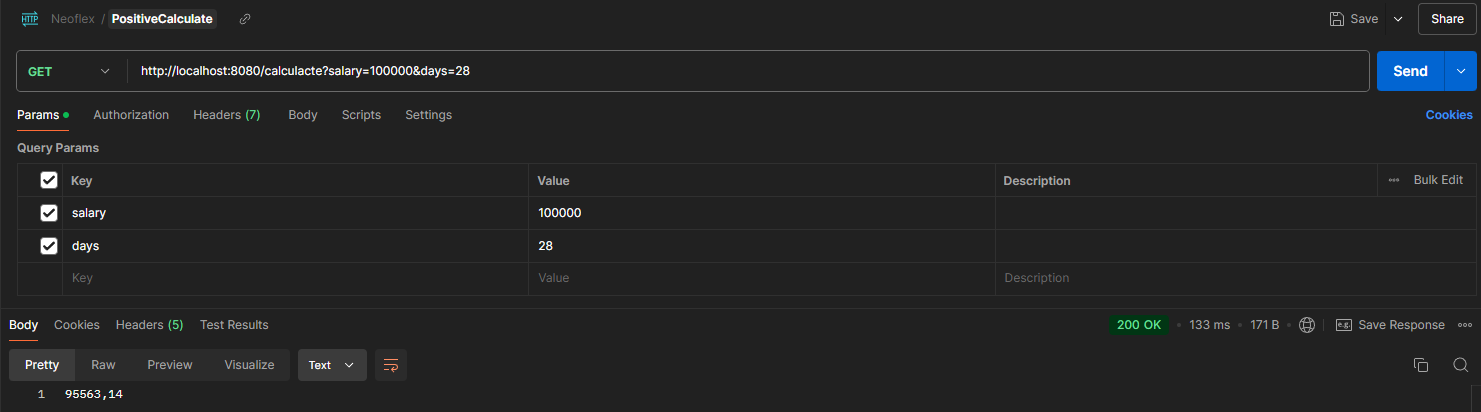 HTTP Neoflex / PositiveCalculate Save Share
GET http://localhost:8080/calculacte?salary=100000&days=28 Send
Params Authorization Headers (7) Body Scripts Settings Cookies
Query Params
Key Value Description Bulk Edit
salary 100000
days 28
Key Value Description
Body Cookies Headers (5) Test Results 200 OK • 133 ms • 171 B • e.g. Save Response
Pretty Raw Preview Visualize Text
1 95563,14